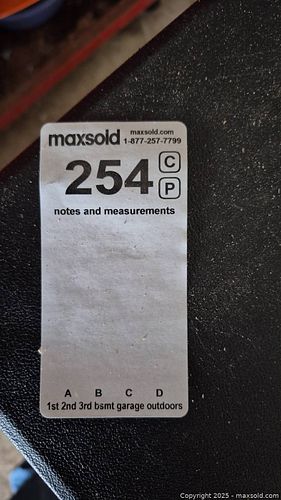 maxsold maxsold.com
1-877-257-7799
254 C
P
notes and measurements
A B C D
1st 2nd 3rd bsmt garage outdoors
Copyright 2025 - maxsold.com